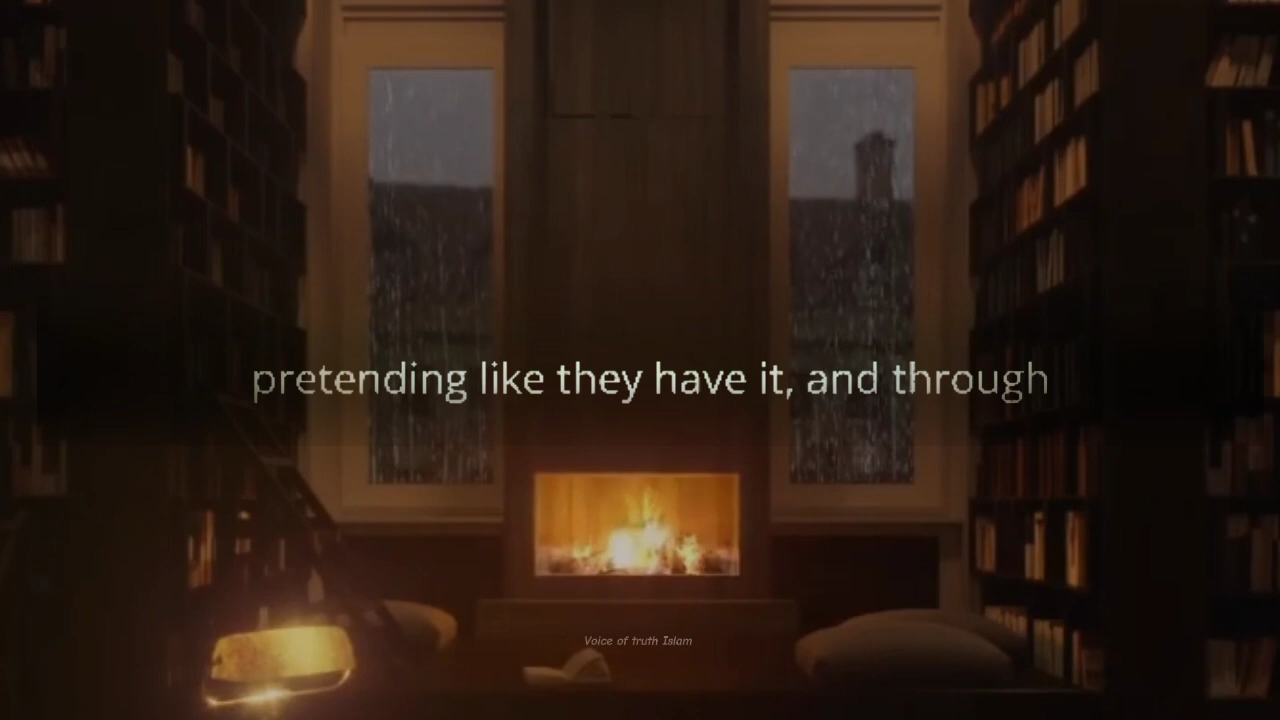 pretending like they have it, and through
Voice of truth Islam